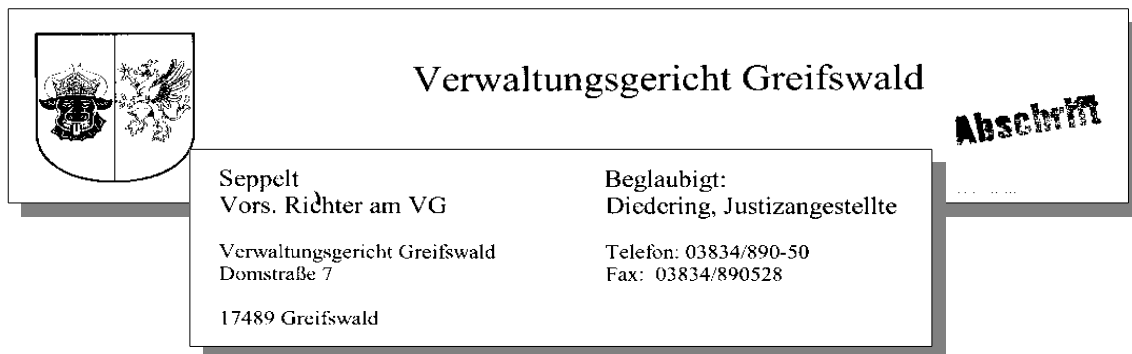 Verwaltungsgericht Greifswald
Abschrift
Seppelt
Vors. Richter am VG
Verwaltungsgericht Greifswald
Domstraße 7
17489 Greifswald
Beglaubigt:
Diedering, Justizangestellte
Telefon: 03834/890-50
Fax: 03834/890528